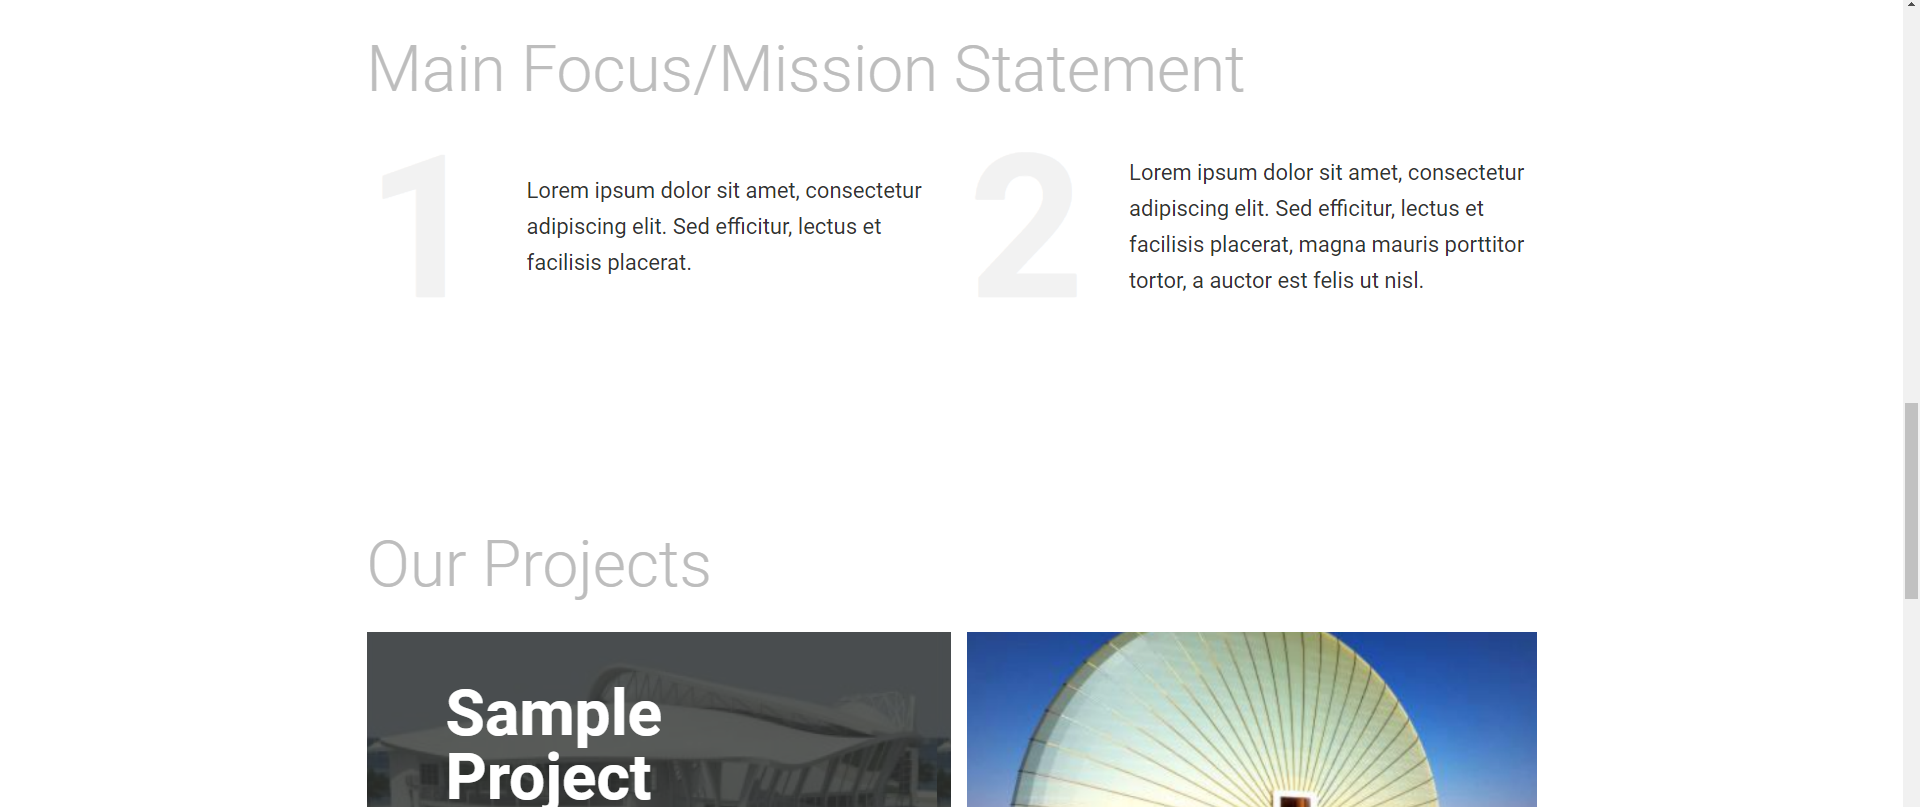 Main Focus/Mission Statement
1
Lorem ipsum dolor sit amet, consectetur
adipiscing elit. Sed efficitur, lectus et
facilisis placerat.
2
Lorem ipsum dolor sit amet, consectetur
adipiscing elit. Sed efficitur, lectus et
facilisis placerat, magna mauris porttitor
tortor, a auctor est felis ut nisl.
Our Projects
Sample
Project